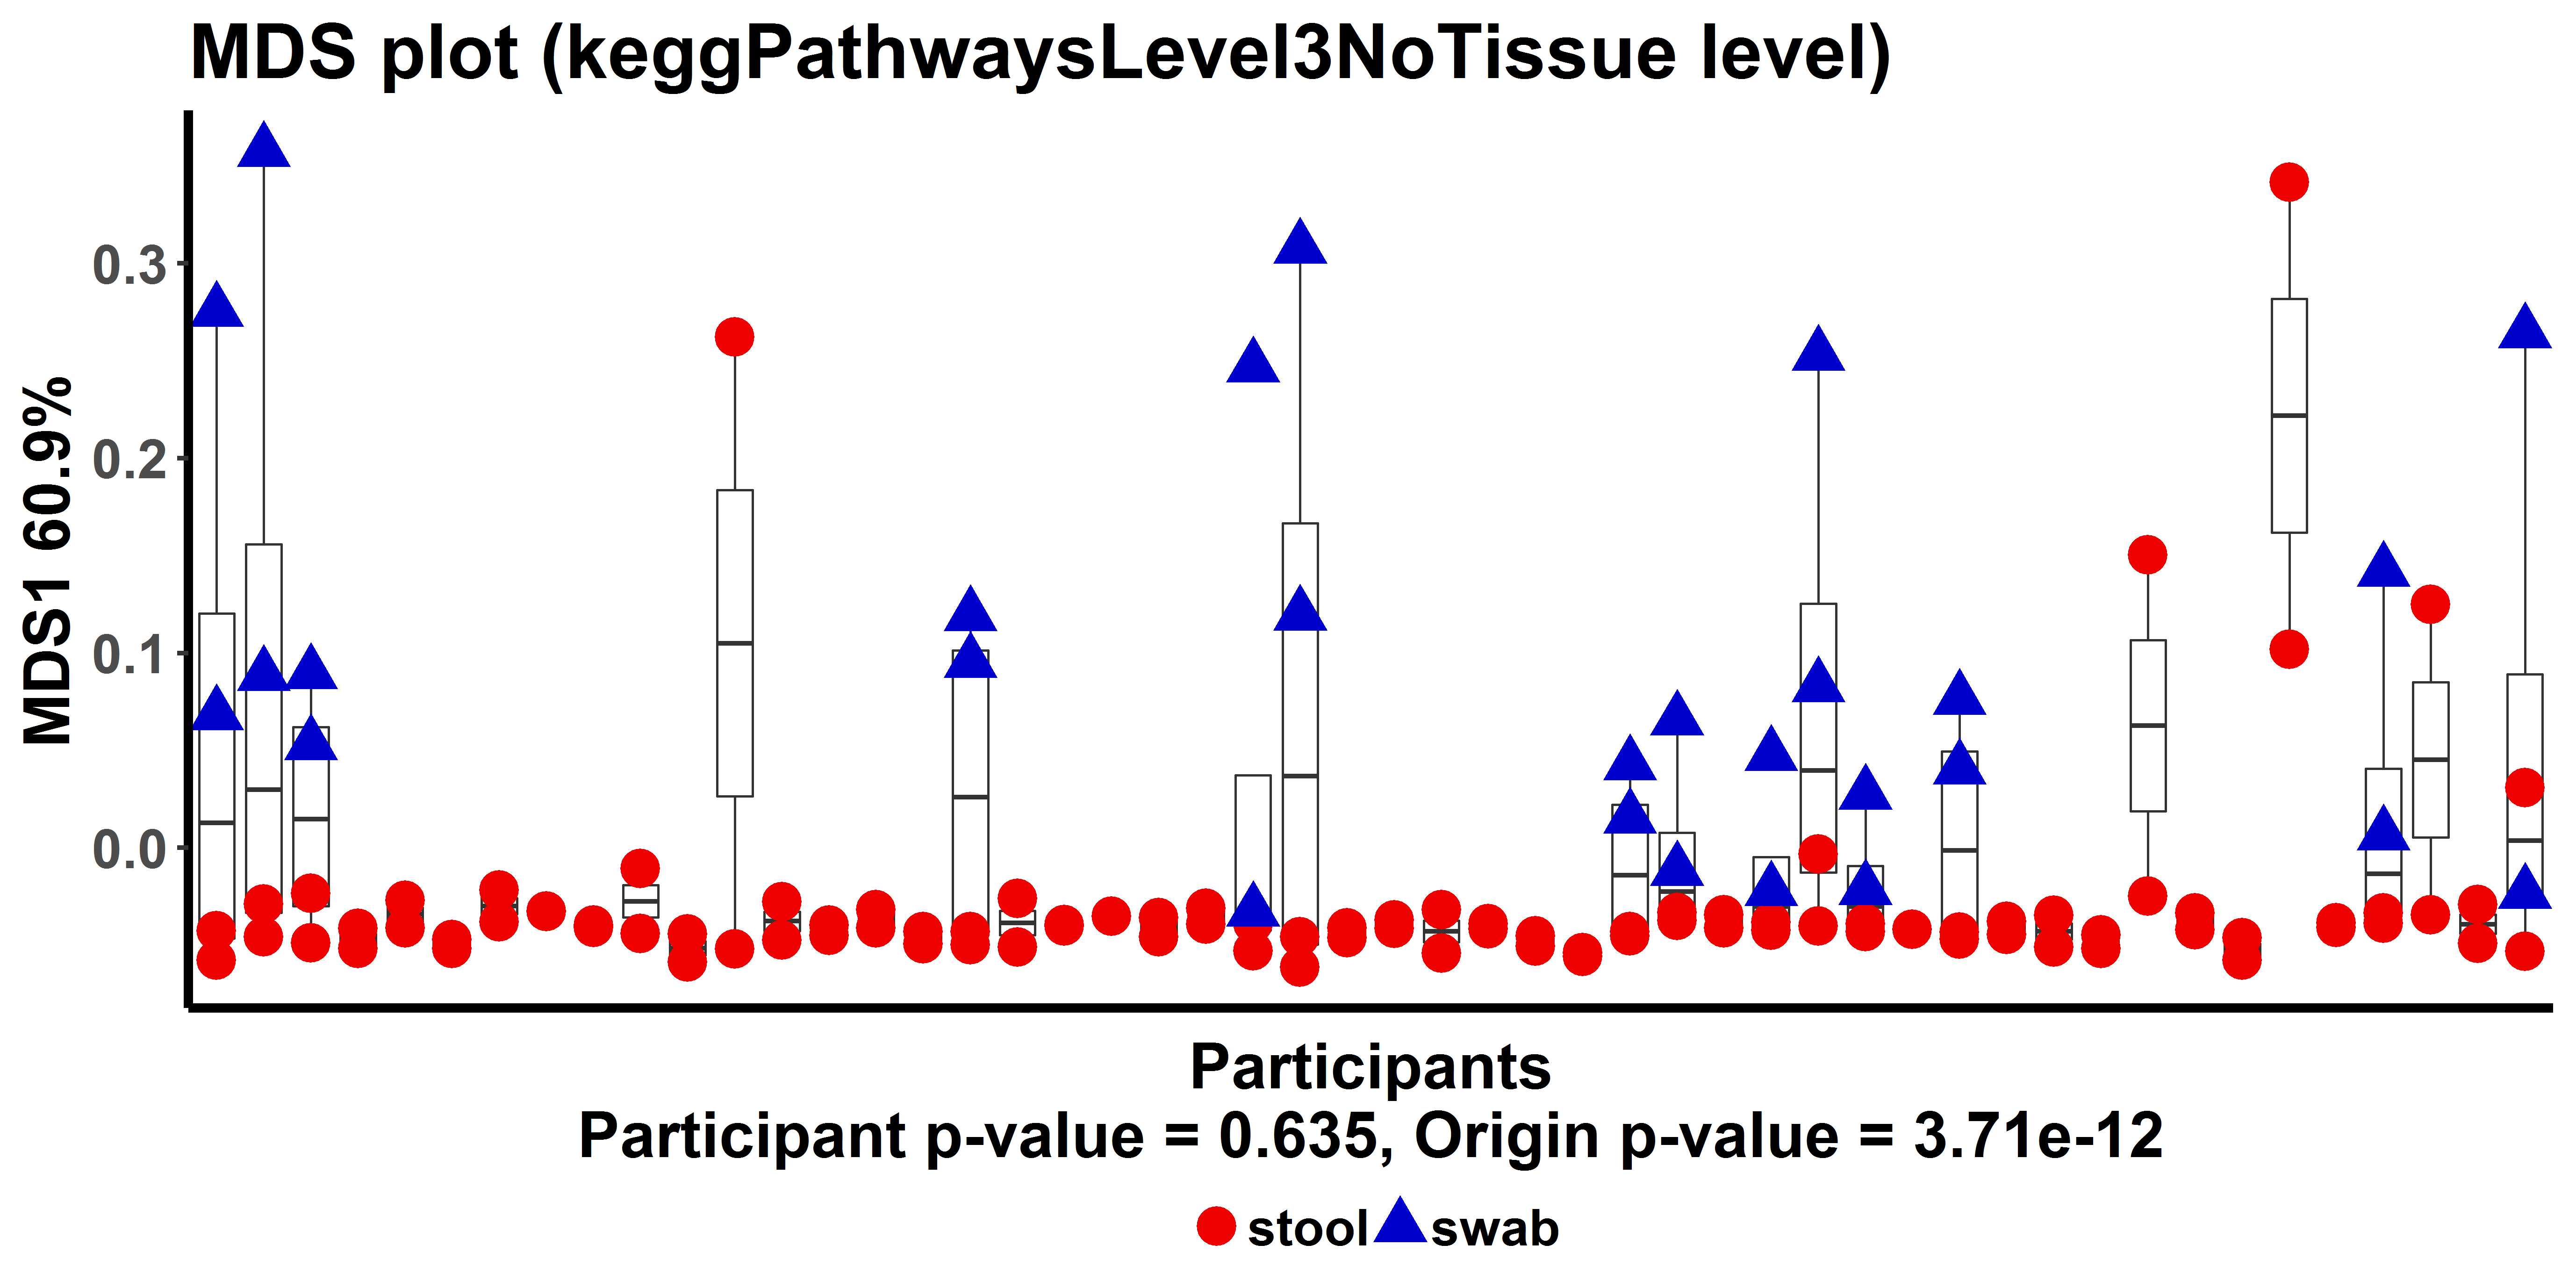 MDS plot (keggPathwaysLevel3NoTissue level)
MDS1 60.9%
0.3
0.2
0.1
0.0
Participants
Participant p-value = 0.635, Origin p-value = 3.71e-12
stool swab